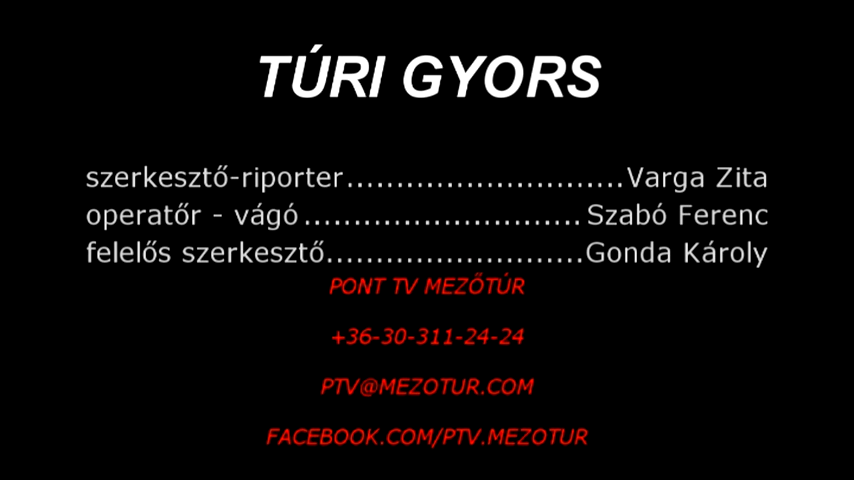 TÚRI GYORS
szerkesztő-riporter............................Varga Zita
operatőr - vágó............................ Szabó Ferenc
felelős szerkesztő..........................Gonda Károly
PONT TV MEZŐTÚR
+36-30-311-24-24
PTV@MEZOTUR.COM
FACEBOOK.COM/PTV.MEZOTUR